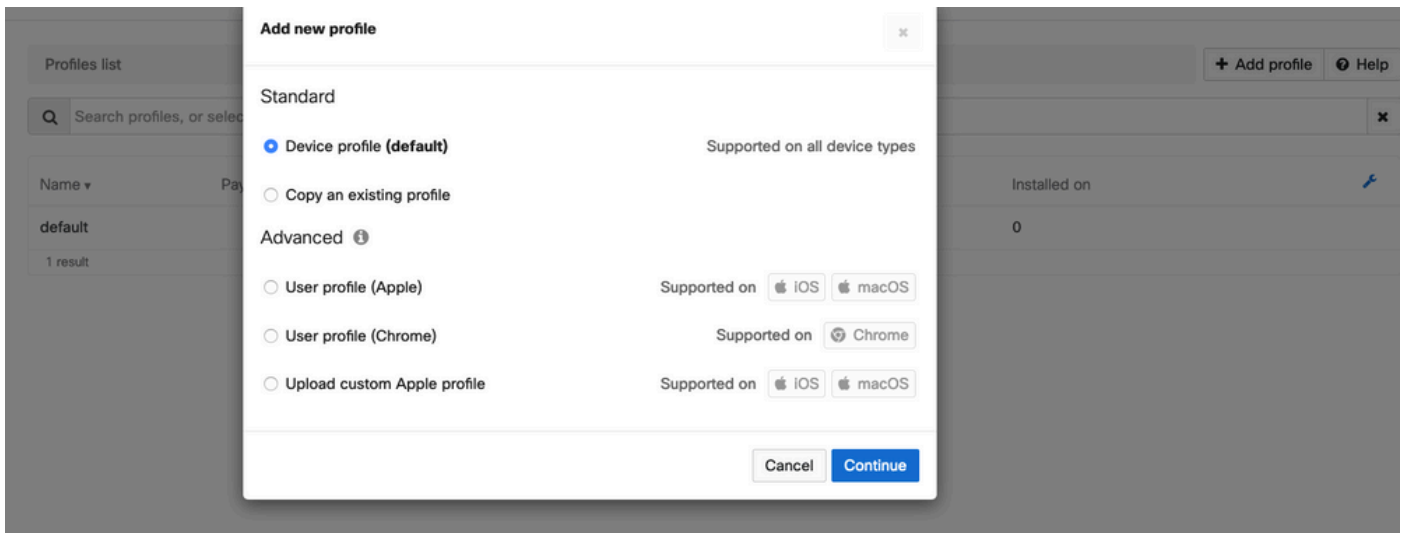 Add new profile
Profiles list
+ Add profile
Help
Search profiles, or selec
Standard
Device profile (default) Supported on all device types
Copy an existing profile
Name Pay Installed on
default 0
1 result
Advanced
User profile (Apple) Supported on iOS macOS
User profile (Chrome) Supported on Chrome
Upload custom Apple profile Supported on iOS macOS
Cancel Continue